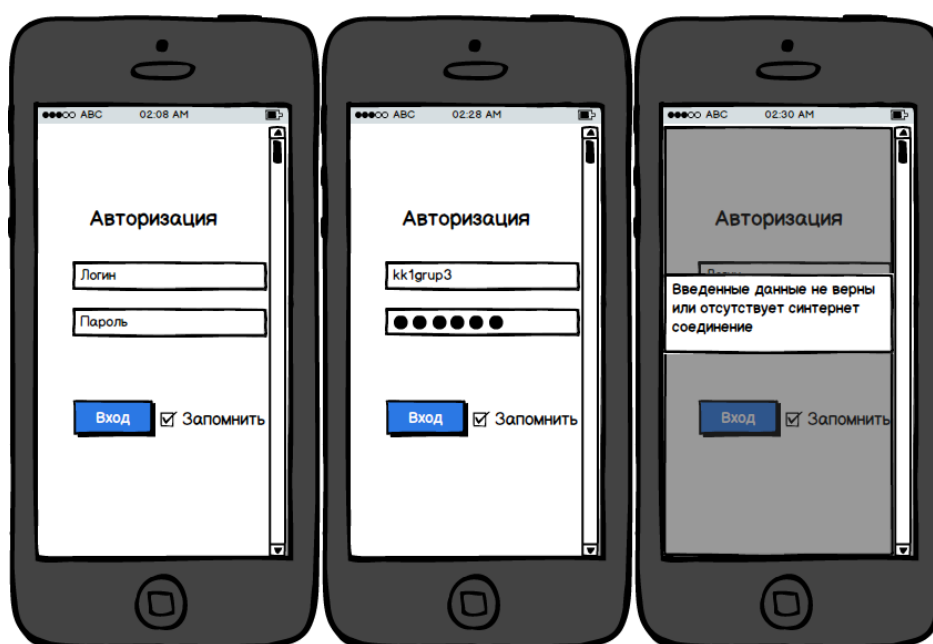 ABC 02:08 AM
Авторизация
Логин
Пароль
Вход Запомнить
ABC 02:28 AM
Авторизация
kk1grup3
Вход Запомнить
ABC 02:30 AM
Авторизация
Введенные данные не верны
или отсутствует синтернет
соединение
Вход Запомнить